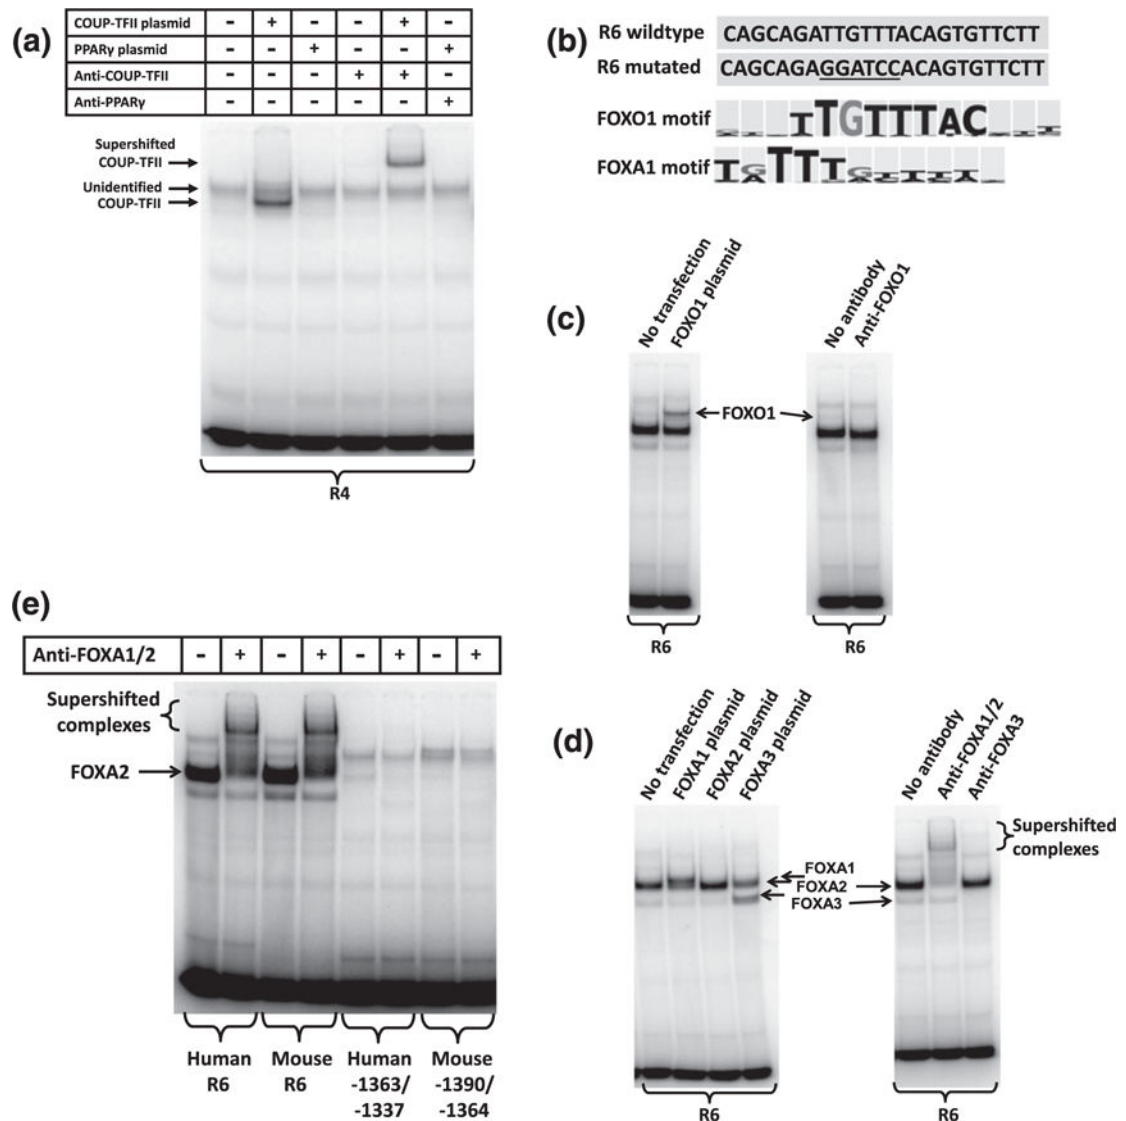 (a)
COUP-TFII plasmid - + - - + -
PPARγ plasmid - - + - - +
Anti-COUP-TFII - - - + + -
Anti-PPARγ - - - - - +
Supershifted
COUP-TFII
Unidentified
COUP-TFII
R4
(b)
R6 wildtype CAGCAGATTGTTTACAGTGTTCTT
R6 mutated CAGCAGAGGATCCACAGTGTTCTT
FOXO1 motif TTGTTTAC
FOXA1 motif
(c)
No transfection
FOXO1 plasmid
No antibody
Anti-FOXO1
FOXO1
R6
R6
(e)
Anti-FOXA1/2 - + - + - + - +
Supershifted
complexes
FOXA2
Human
R6
Mouse
R6
Human
-1363/
-1337
Mouse
-1390/
-1364
(d)
No transfection
FOXA1 plasmid
FOXA2 plasmid
FOXA3 plasmid
No antibody
Anti-FOXA1/2
Anti-FOXA3
Supershifted
complexes
FOXA1
FOXA2
FOXA3
R6
R6